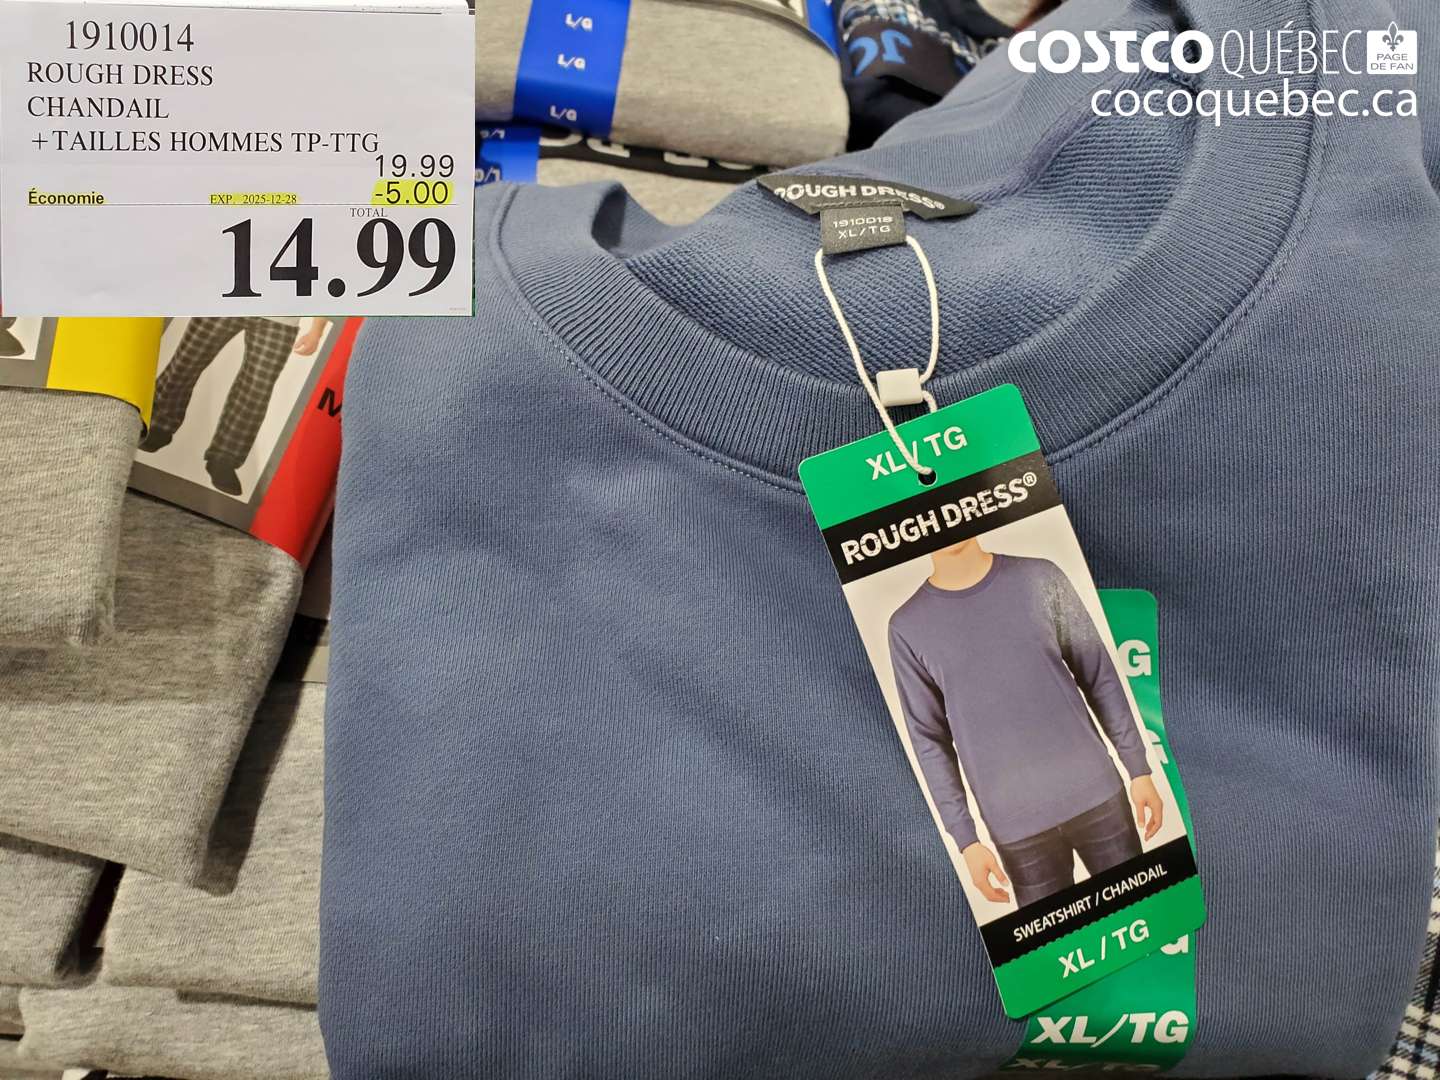 1910014
ROUGH DRESS
CHANDAIL
+TAILLES HOMMES TP-TTG
19.99
Économie EXP. 2025-12-28 -5.00
TOTAL
14.99
COSTCO QUÉBEC PAGE DE FAN
cocoquebec.ca
L/G
L/G
L/G
ROUGH DRESS®
1910018
XL/TG
XL/TG
ROUGH DRESS®
SWEATSHIRT / CHANDAIL
XL/TG
XL/TG